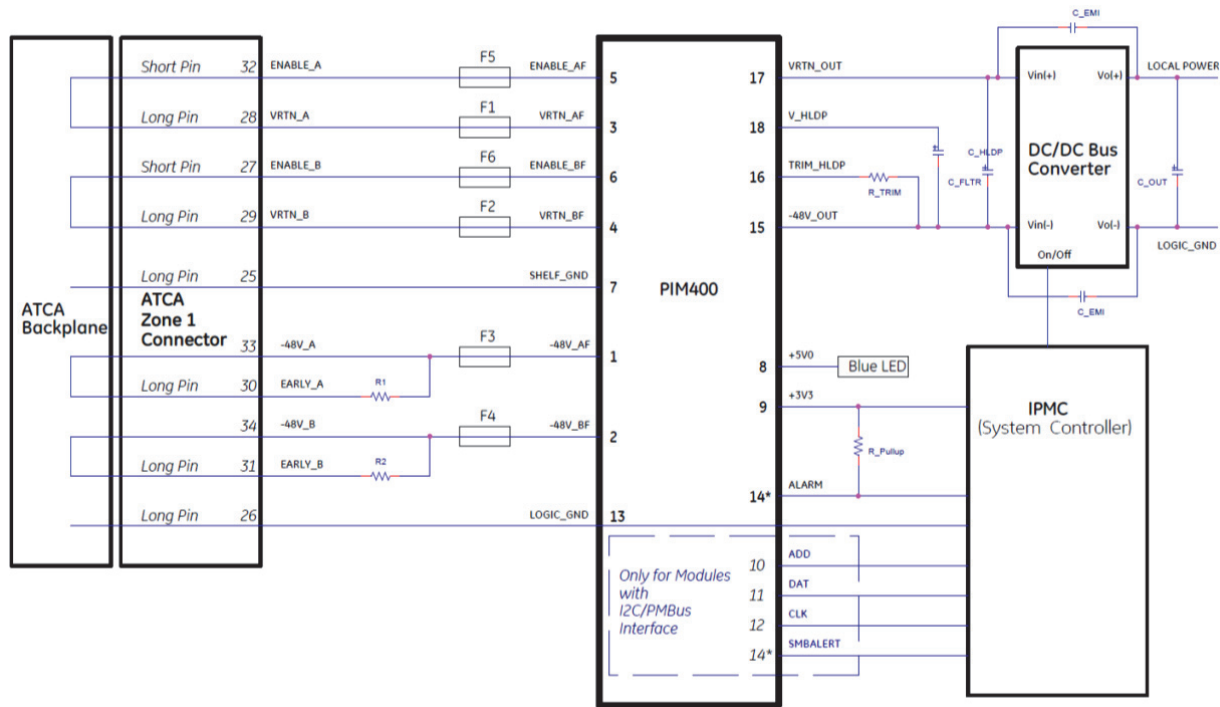 C_EMI
Short Pin 32 ENABLE_A F5 ENABLE_AF 5
17 VRTN_OUT
Vin(+) Vo(+) LOCAL POWER
Long Pin 28 VRTN_A F1 VRTN_AF 3
18 V_HLDP
Short Pin 27 ENABLE_B F6 ENABLE_BF 6
16 TRIM_HLDP
R_TRIM
C_HLDP
C_FLTR
DC/DC Bus
Converter
C_OUT
Long Pin 29 VRTN_B F2 VRTN_BF 4
15 -48V_OUT
Vin(-) Vo(-)
LOGIC_GND
On/Off
Long Pin 25 SHELF_GND 7
PIM400
C_EMI
ATCA
Backplane
ATCA
Zone 1
Connector
33 -48V_A F3 -48V_AF 1
8 +5V0 Blue LED
Long Pin 30 EARLY_A R1
9 +3V3
IPMC
(System Controller)
34 -48V_B F4 -48V_BF 2
R_Pullup
Long Pin 31 EARLY_B R2
14* ALARM
Long Pin 26 LOGIC_GND 13
Only for Modules
with
I2C/PMBus
Interface
10 ADD
11 DAT
12 CLK
14* SMBALERT